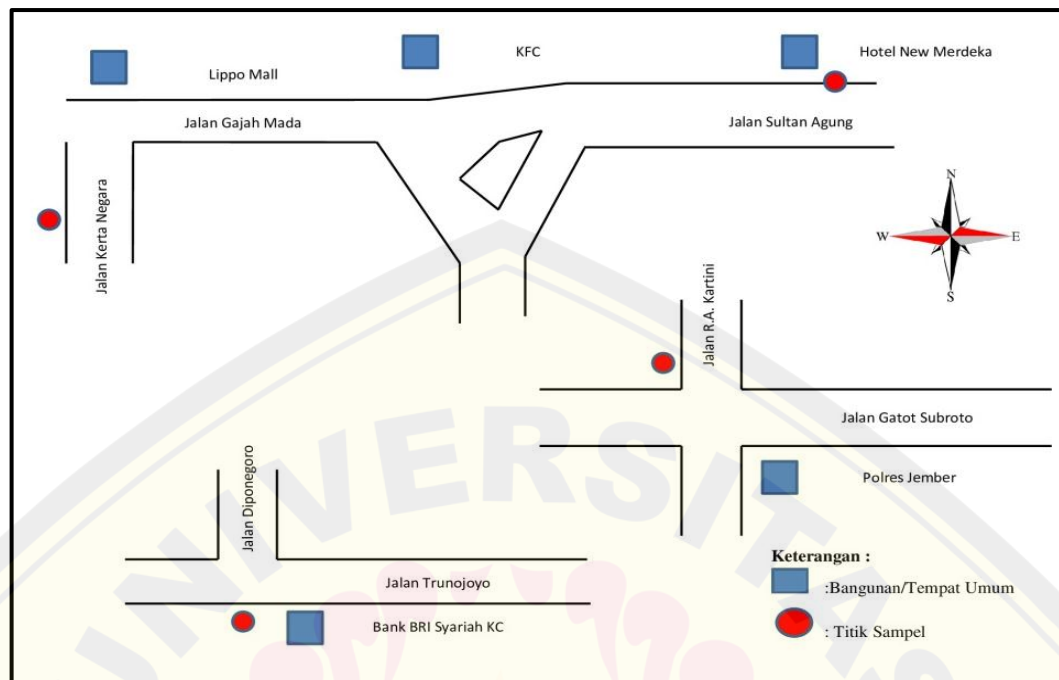 KFC
Hotel New Merdeka
Lippo Mall
Jalan Gajah Mada
Jalan Sultan Agung
N
W
E
S
Jalan Kerta Negara
Jalan R.A. Kartini
Jalan Gatot Subroto
Jalan Diponegoro
Polres Jember
Keterangan :
:Bangunan/Tempat Umum
: Titik Sampel
Jalan Trunojoyo
Bank BRI Syariah KC
UNIVERSITAS